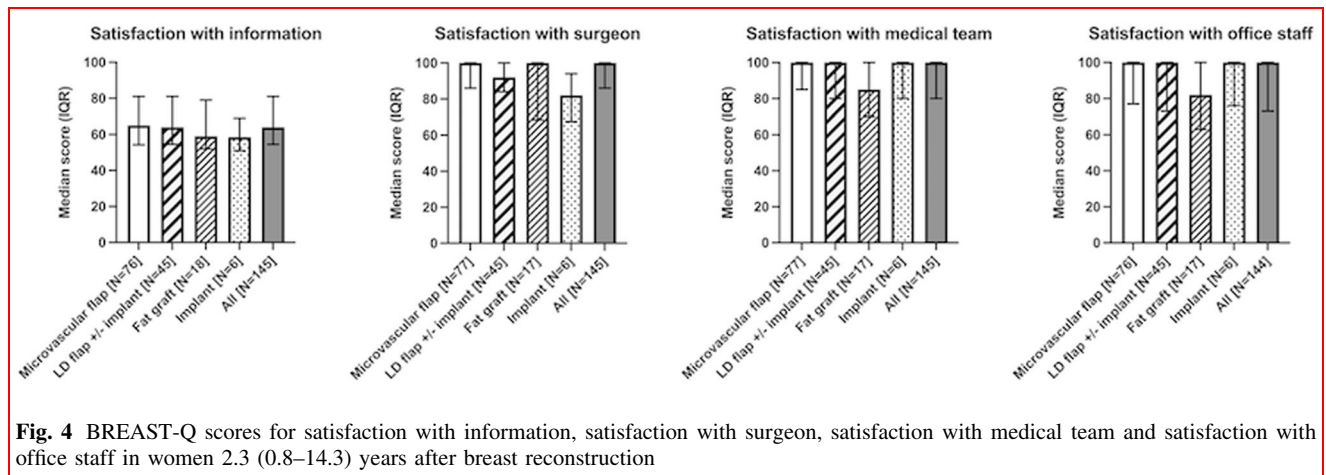 Satisfaction with information
Satisfaction with surgeon
Satisfaction with medical team
Satisfaction with office staff
Median score (IQR)
100
80
60
40
20
0
Microvascular flap [N=76]
LD flap +/- implant [N=45]
Fat graft [N=18]
Implant [N=6]
All [N=145]
Median score (IQR)
100
80
60
40
20
0
Microvascular flap [N=77]
LD flap +/- implant [N=45]
Fat graft [N=17]
Implant [N=6]
All [N=145]
Median score (IQR)
100
80
60
40
20
0
Microvascular flap [N=77]
LD flap +/- implant [N=45]
Fat graft [N=17]
Implant [N=6]
All [N=145]
Median score (IQR)
100
80
60
40
20
0
Microvascular flap [N=76]
LD flap +/- implant [N=45]
Fat graft [N=17]
Implant [N=6]
All [N=144]
Fig. 4 BREAST-Q scores for satisfaction with information, satisfaction with surgeon, satisfaction with medical team and satisfaction with
office staff in women 2.3 (0.8–14.3) years after breast reconstruction